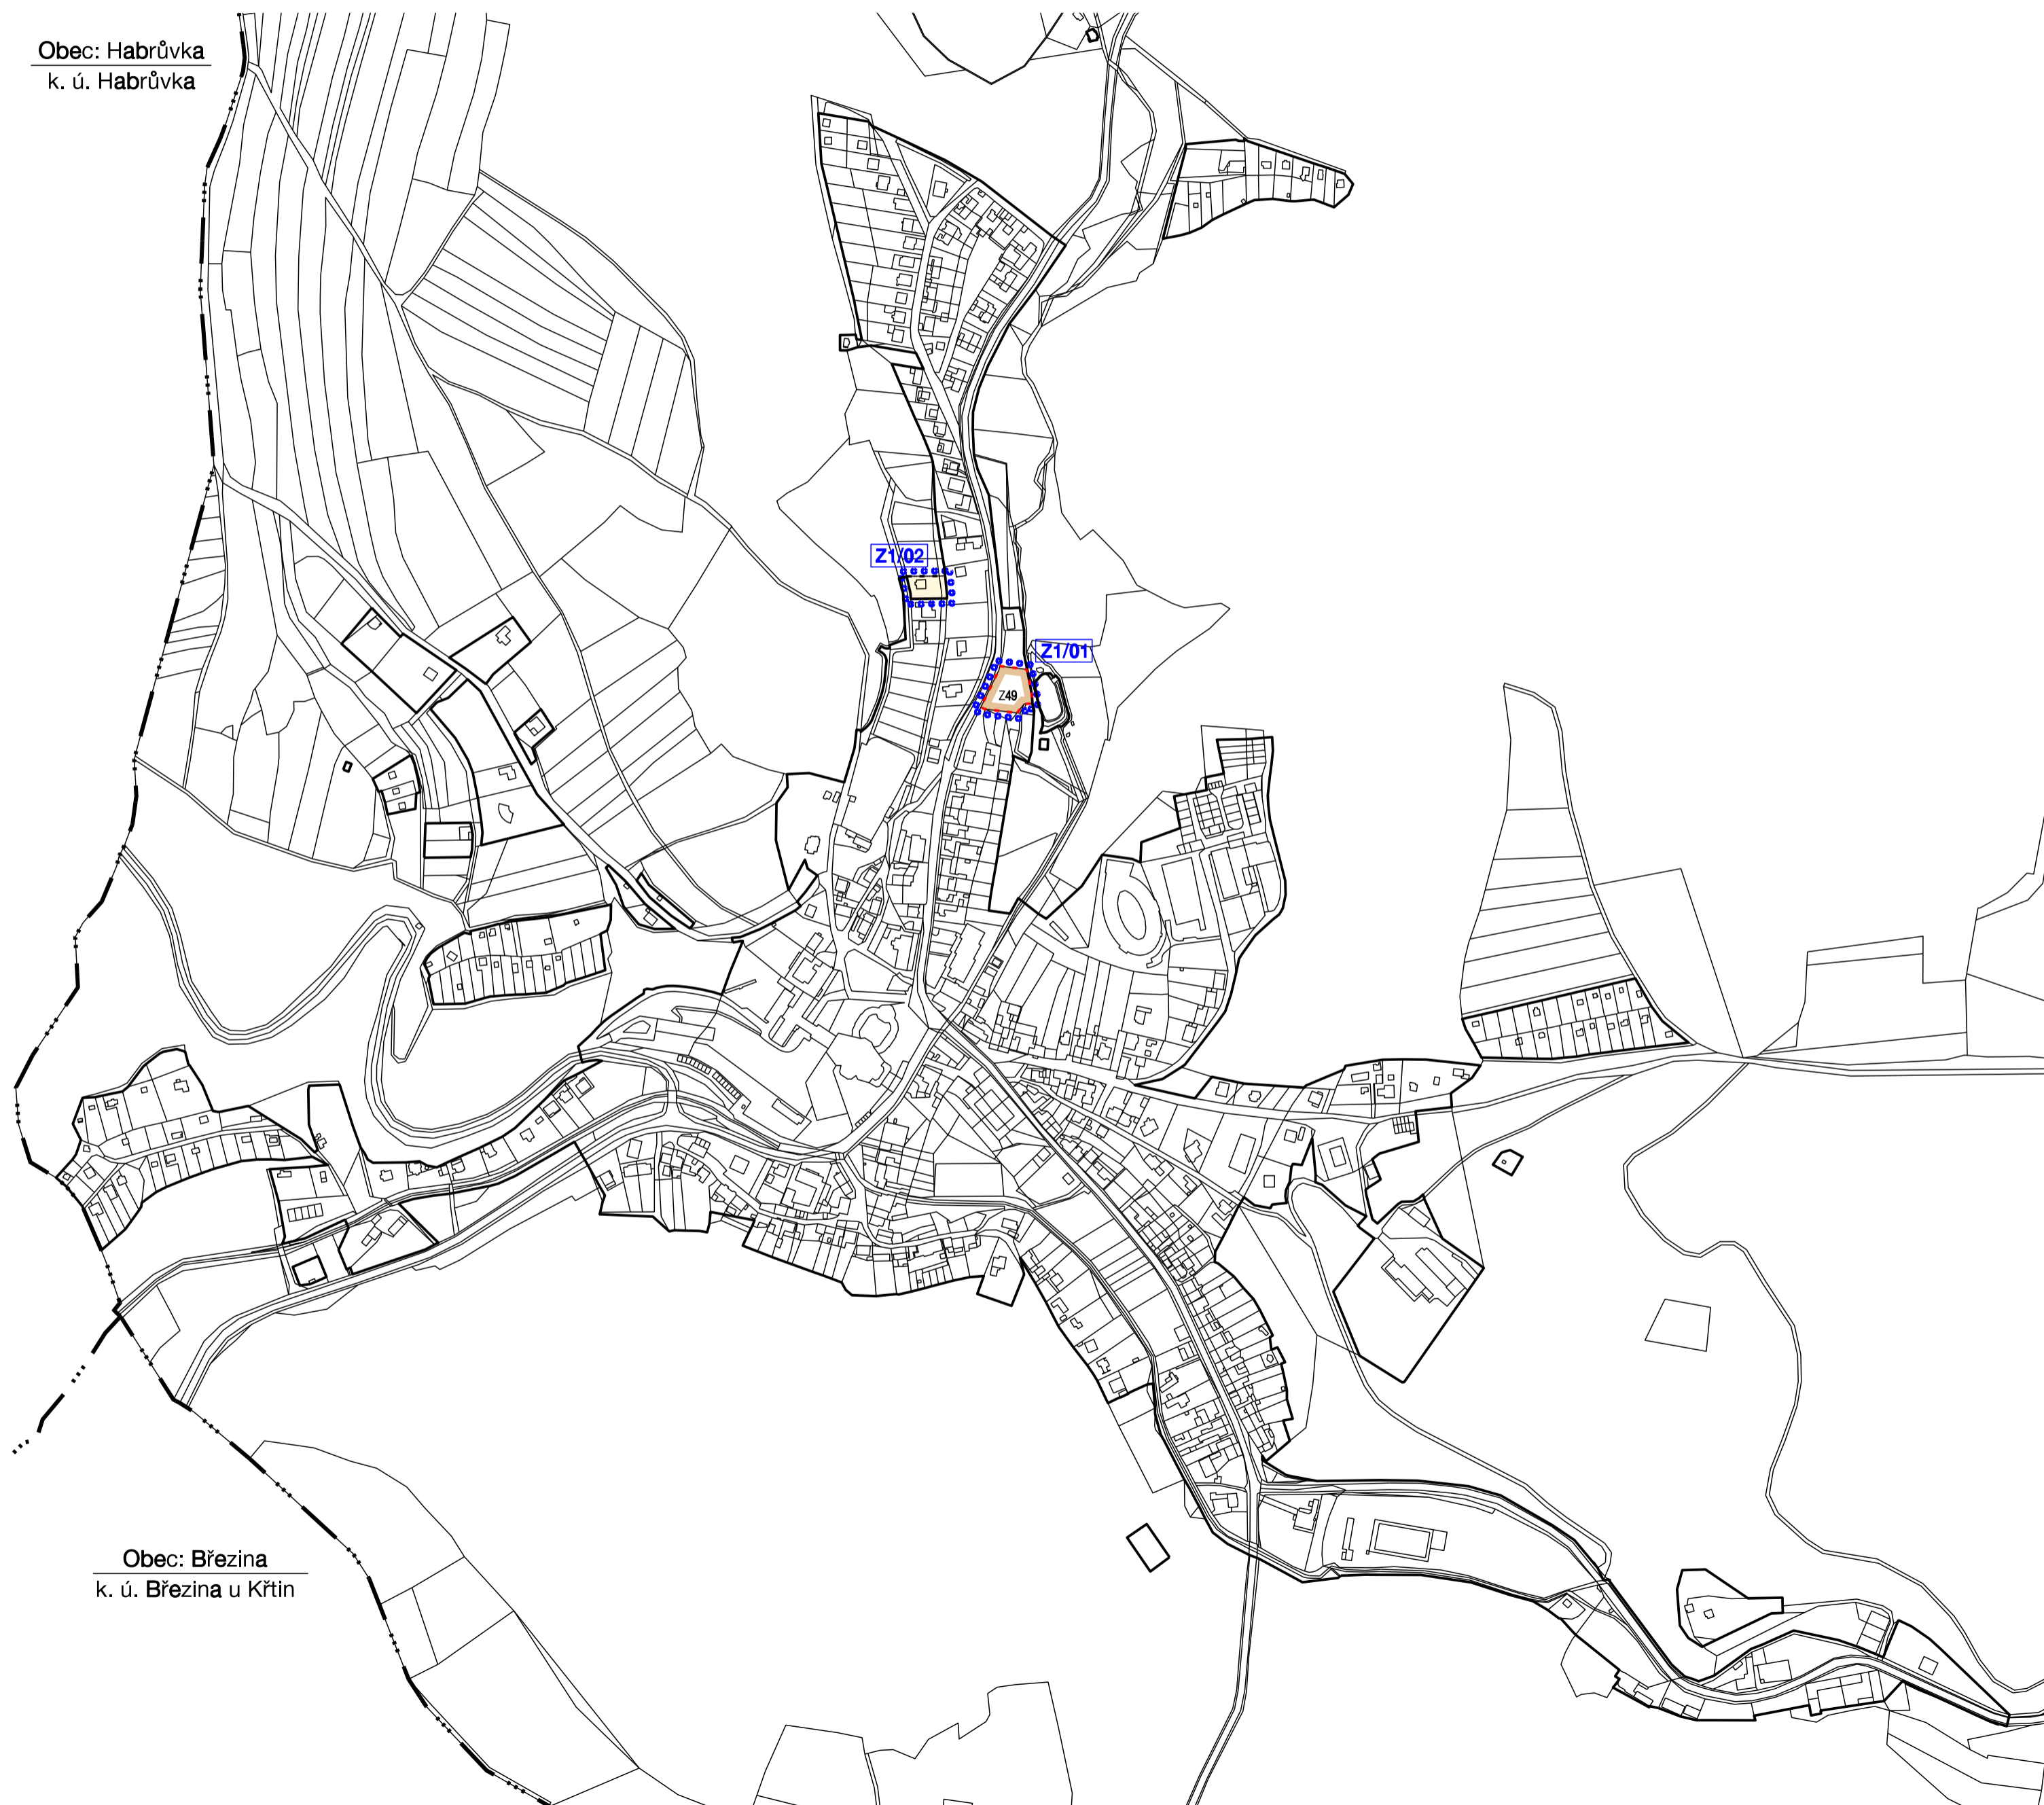 Obec: Habrůvka
k. ú. Habrůvka
Z1/02
Z1/01
Z49
Obec: Březina
k. ú. Březina u Křtin